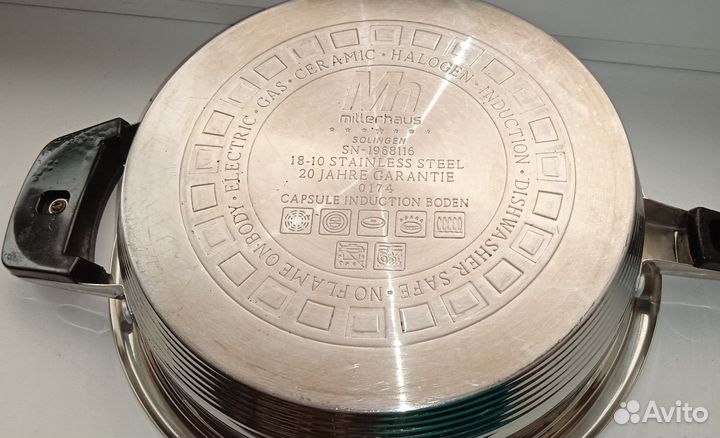 Mh
millerhaus
SOLINGEN
SN-1968116
18-10 STAINLESS STEEL
20 JAHRE GARANTIE
0174
CAPSULE INDUCTION BODEN
ELECTRIC · GAS · CERAMIC · HALOGEN · INDUCTION · DISHWASHER SAFE · NO FLAME ON BODY ·
Avito